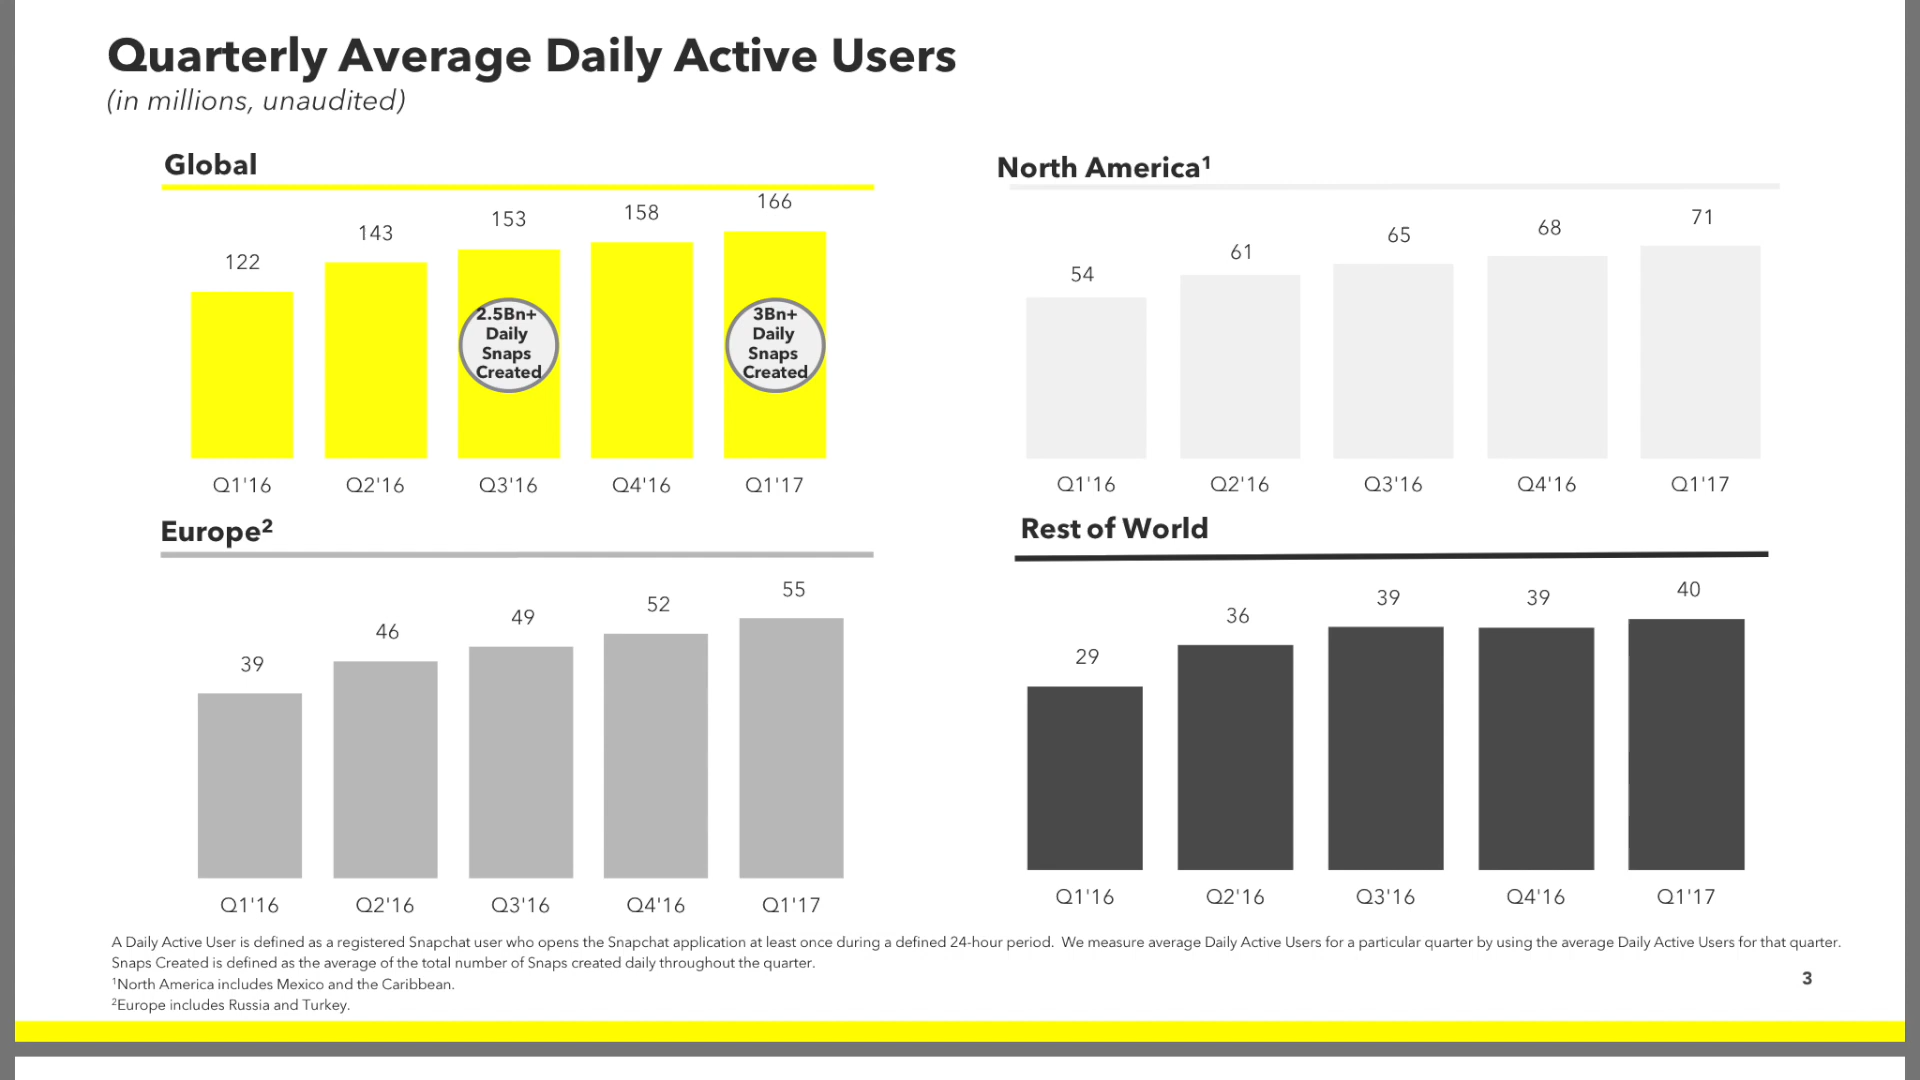 Quarterly Average Daily Active Users
(in millions, unaudited)
Global
122
143
153
158
166
2.5Bn+
Daily
Snaps
Created
3Bn+
Daily
Snaps
Created
Q1'16
Q2'16
Q3'16
Q4'16
Q1'17
North America¹
54
61
65
68
71
Q1'16
Q2'16
Q3'16
Q4'16
Q1'17
Europe²
39
46
49
52
55
Q1'16
Q2'16
Q3'16
Q4'16
Q1'17
Rest of World
29
36
39
39
40
Q1'16
Q2'16
Q3'16
Q4'16
Q1'17
A Daily Active User is defined as a registered Snapchat user who opens the Snapchat application at least once during a defined 24-hour period.  We measure average Daily Active Users for a particular quarter by using the average Daily Active Users for that quarter.
Snaps Created is defined as the average of the total number of Snaps created daily throughout the quarter.
¹North America includes Mexico and the Caribbean.
²Europe includes Russia and Turkey.
3